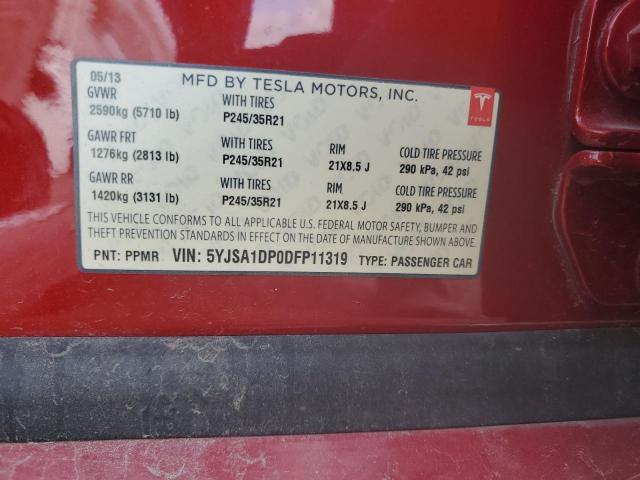 05/13 MFD BY TESLA MOTORS, INC.
GVWR WITH TIRES
2590kg (5710 lb) P245/35R21
TESLA
GAWR FRT WITH TIRES RIM COLD TIRE PRESSURE
1276kg (2813 lb) P245/35R21 21X8.5 J 290 kPa, 42 psi
GAWR RR WITH TIRES RIM COLD TIRE PRESSURE
1420kg (3131 lb) P245/35R21 21X8.5 J 290 kPa, 42 psi
THIS VEHICLE CONFORMS TO ALL APPLICABLE U.S. FEDERAL MOTOR SAFETY, BUMPER AND
THEFT PREVENTION STANDARDS IN EFFECT ON THE DATE OF MANUFACTURE SHOWN ABOVE.
PNT: PPMR VIN: 5YJSA1DP0DFP11319 TYPE: PASSENGER CAR